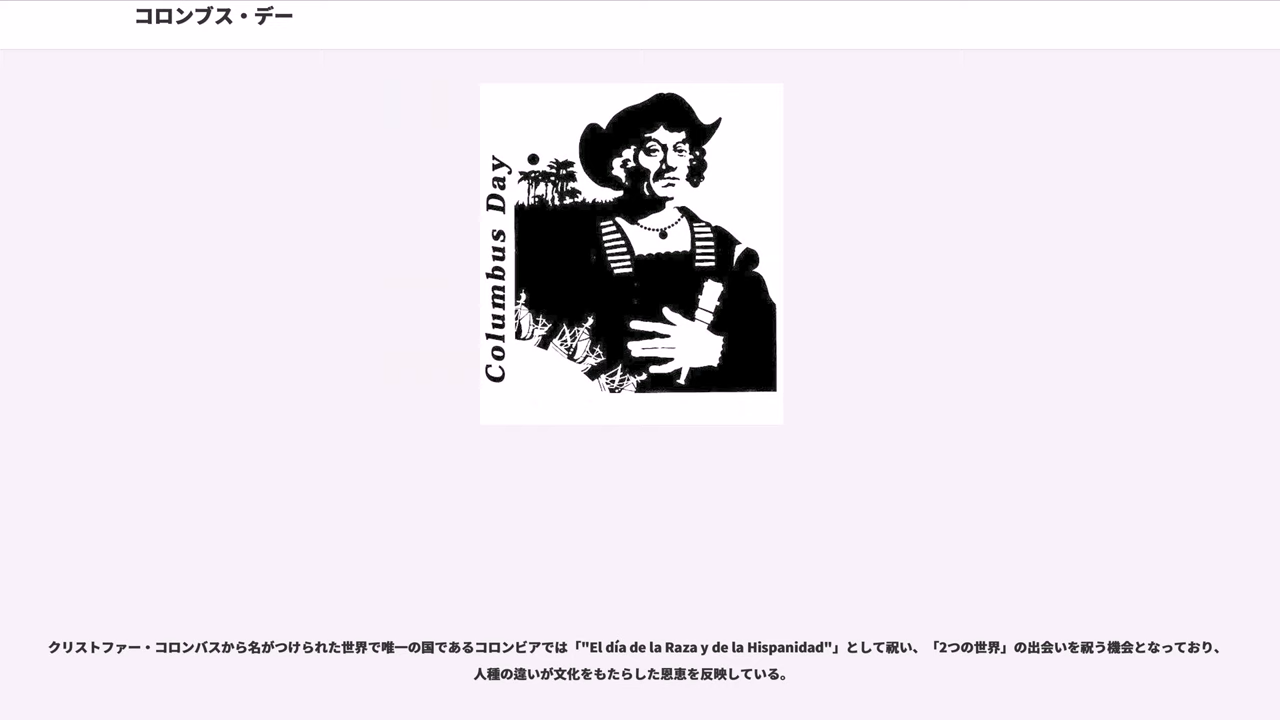 コロンブス・デー
Columbus Day
クリストファー・コロンバスから名がつけられた世界で唯一の国であるコロンビアでは「"El día de la Raza y de la Hispanidad"」として祝い、「2つの世界」の出会いを祝う機会となっており、
人種の違いが文化をもたらした恩恵を反映している。